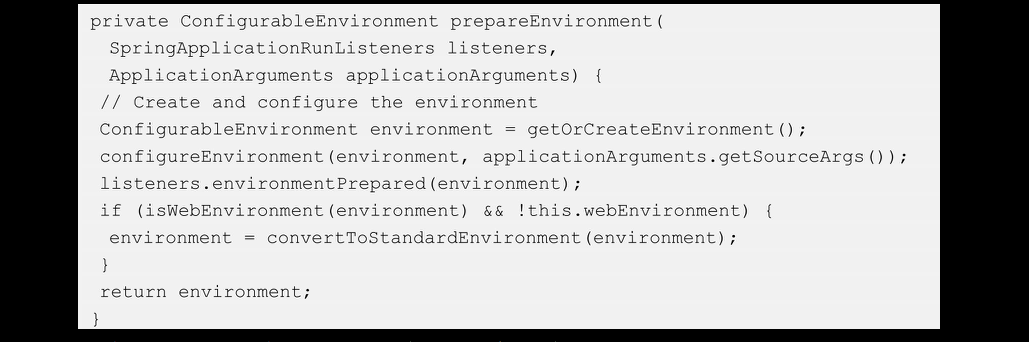 private ConfigurableEnvironment prepareEnvironment(
SpringApplicationRunListeners listeners,
ApplicationArguments applicationArguments) {
// Create and configure the environment
ConfigurableEnvironment environment = getOrCreateEnvironment();
configureEnvironment(environment, applicationArguments.getSourceArgs());
listeners.environmentPrepared(environment);
if (isWebEnvironment(environment) && !this.webEnvironment) {
environment = convertToStandardEnvironment(environment);
}
return environment;
}